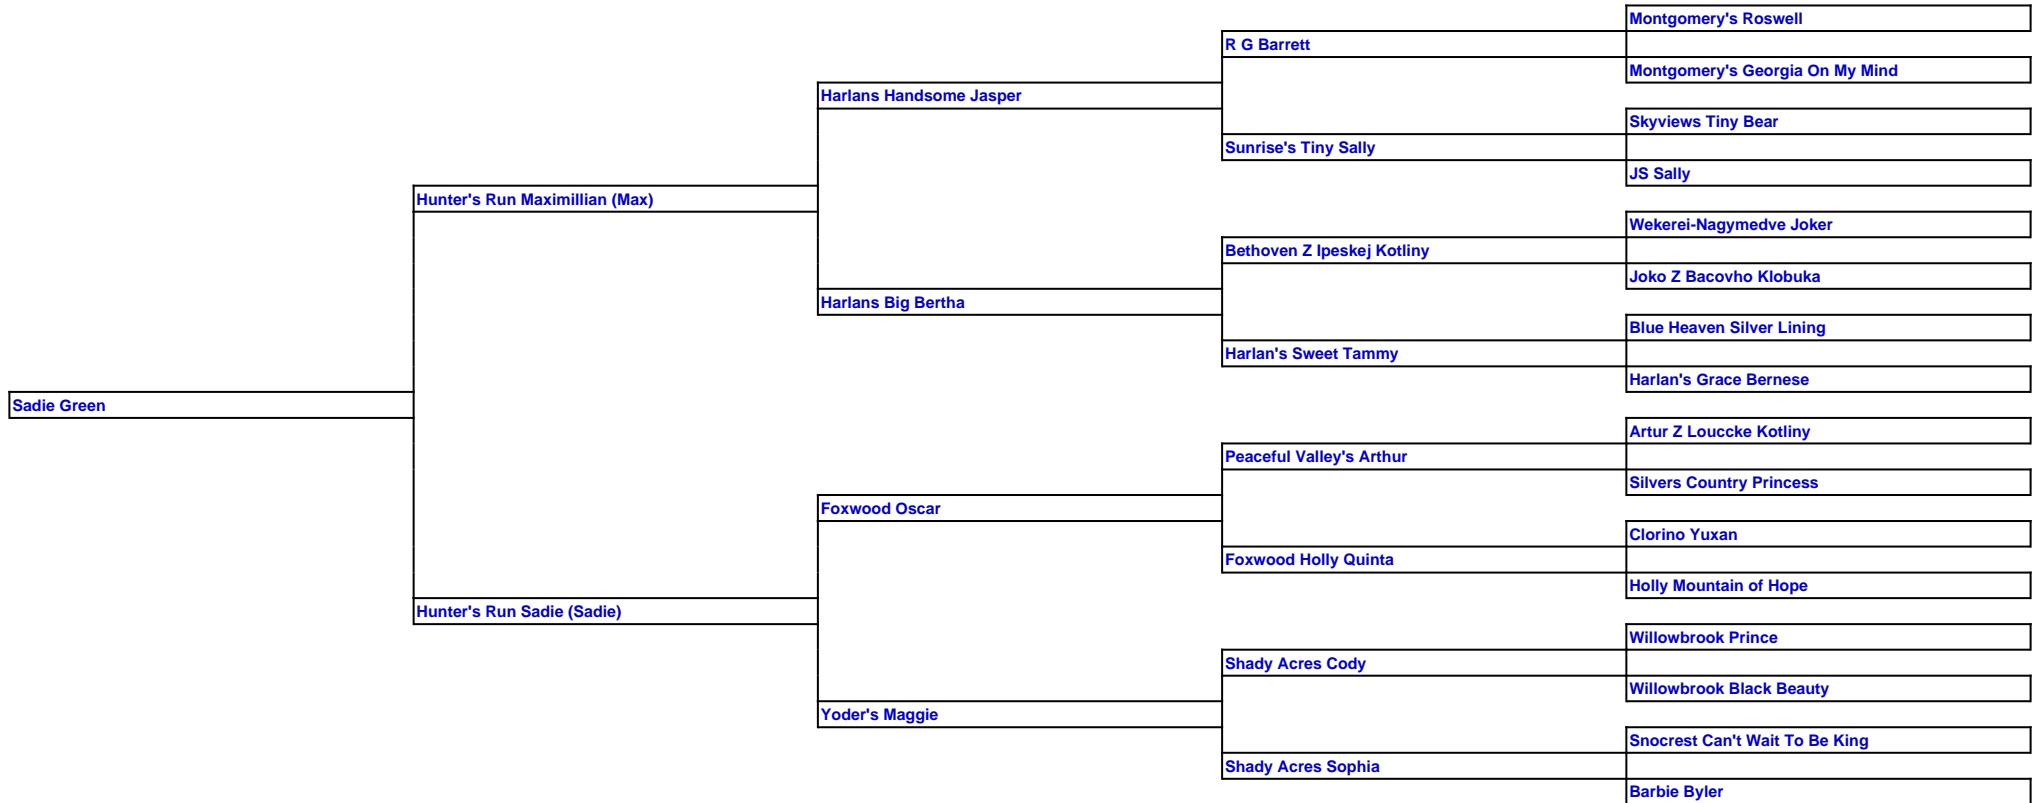 Montgomery's Roswell
R G Barrett
Montgomery's Georgia On My Mind
Harlans Handsome Jasper
Skyviews Tiny Bear
Sunrise's Tiny Sally
JS Sally
Hunter's Run Maximillian (Max)
Wekerei-Nagymedve Joker
Bethoven Z Ipeskej Kotliny
Joko Z Bacovho Klobuka
Harlans Big Bertha
Blue Heaven Silver Lining
Harlan's Sweet Tammy
Harlan's Grace Bernese
Sadie Green
Artur Z Louccke Kotliny
Peaceful Valley's Arthur
Silvers Country Princess
Foxwood Oscar
Clorino Yuxan
Foxwood Holly Quinta
Holly Mountain of Hope
Hunter's Run Sadie (Sadie)
Willowbrook Prince
Shady Acres Cody
Willowbrook Black Beauty
Yoder's Maggie
Snocrest Can't Wait To Be King
Shady Acres Sophia
Barbie Byler